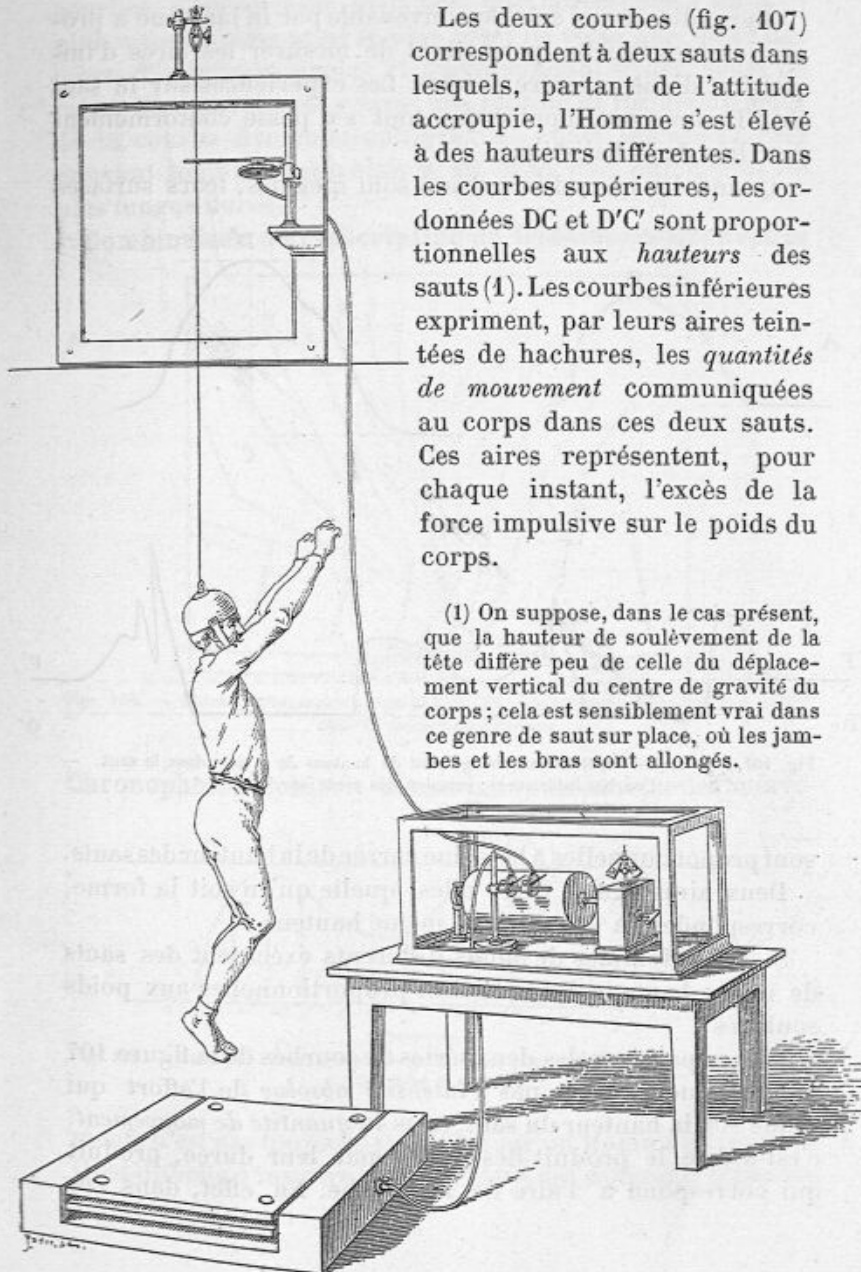 Les deux courbes (fig. 107)
correspondent à deux sauts dans
lesquels, partant de l'attitude
accroupie, l'Homme s'est élevé
à des hauteurs différentes. Dans
les courbes supérieures, les or-
données DC et D'C' sont propor-
tionnelles aux hauteurs des
sauts (1). Les courbes inférieures
expriment, par leurs aires tein-
tées de hachures, les quantités
de mouvement communiquées
au corps dans ces deux sauts.
Ces aires représentent, pour
chaque instant, l'excès de la
force impulsive sur le poids du
corps.
(1) On suppose, dans le cas présent,
que la hauteur de soulèvement de la
tête diffère peu de celle du déplace-
ment vertical du centre de gravité du
corps ; cela est sensiblement vrai dans
ce genre de saut sur place, où les jam-
bes et les bras sont allongés.